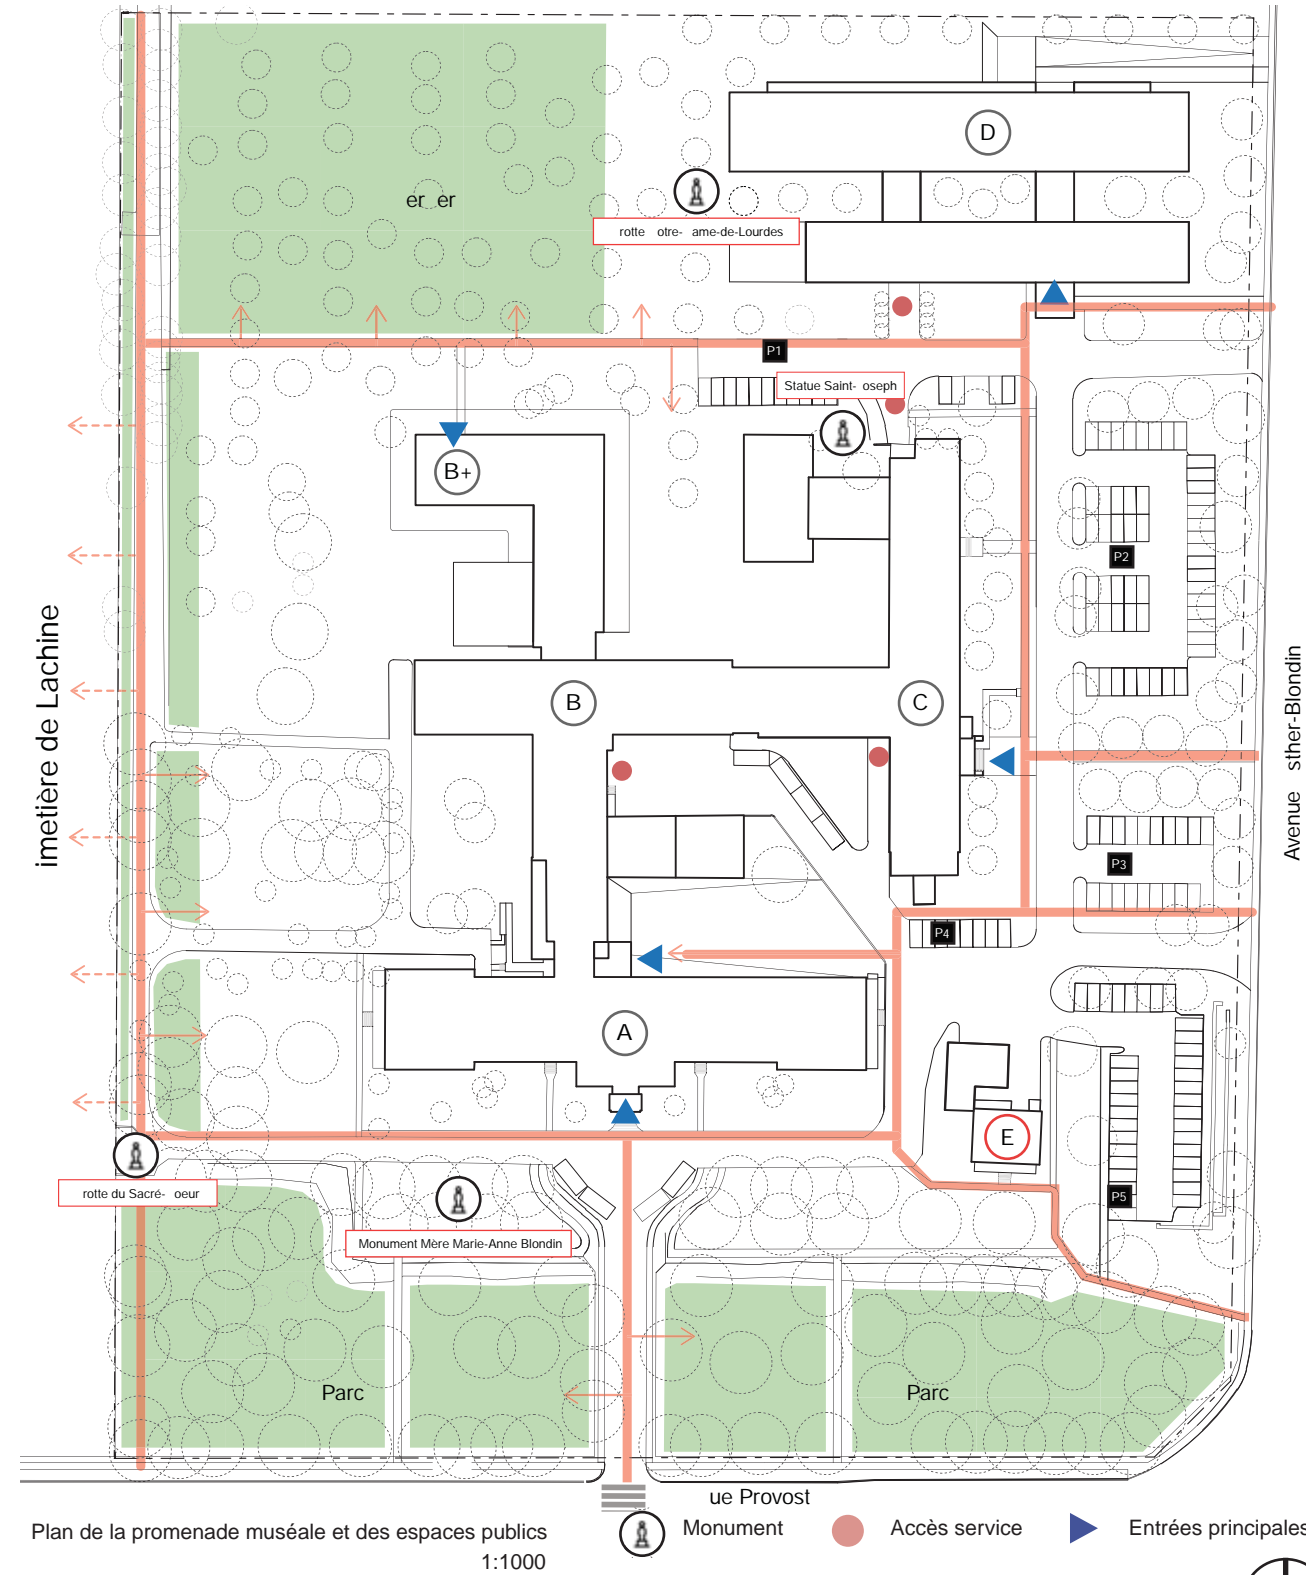 D
er er
rotte otre- ame-de-Lourdes
P1
Statue Saint- oseph
B+
P2
imetière de Lachine
Avenue sther-Blondin
B
C
P3
P4
A
E
rotte du Sacré- oeur
P5
Monument Mère Marie-Anne Blondin
Parc
Parc
ue Provost
Plan de la promenade muséale et des espaces publics
1:1000
Monument
Accès service
Entrées principales